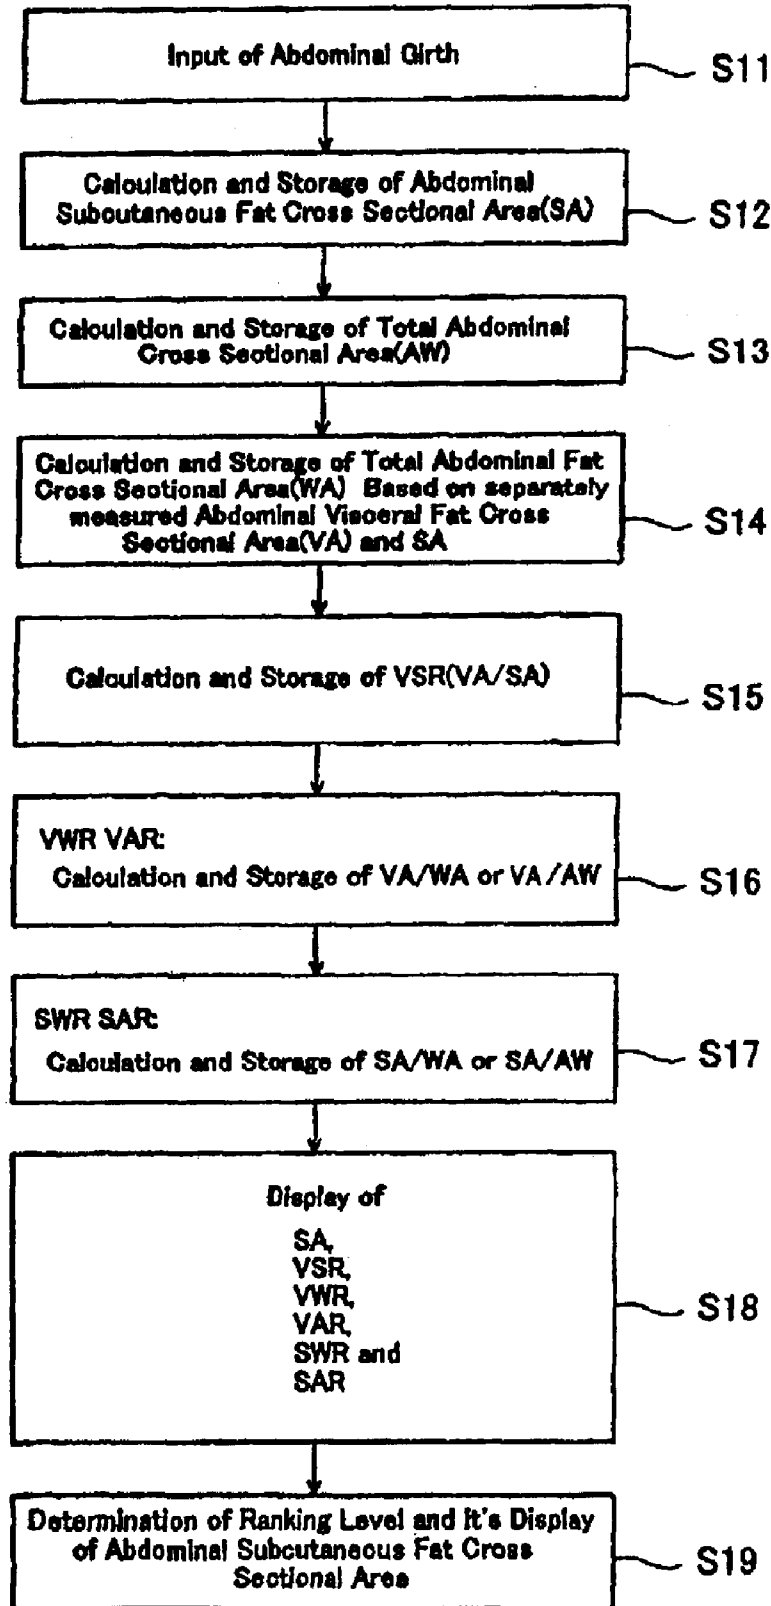 Input of Abdominal Girth
S11
Calculation and Storage of Abdominal
Subcutaneous Fat Cross Sectional Area(SA)
S12
Calculation and Storage of Total Abdominal
Cross Sectional Area(AW)
S13
Calculation and Storage of Total Abdominal Fat
Cross Sectional Area(WA) Based on separately
measured Abdominal Visceral Fat Cross
Sectional Area(VA) and SA
S14
Calculation and Storage of VSR(VA/SA)
S15
VWR VAR:
Calculation and Storage of VA/WA or VA/AW
S16
SWR SAR:
Calculation and Storage of SA/WA or SA/AW
S17
Display of
SA,
VSR,
VWR,
VAR,
SWR and
SAR
S18
Determination of Ranking Level and It's Display
of Abdominal Subcutaneous Fat Cross
Sectional Area
S19